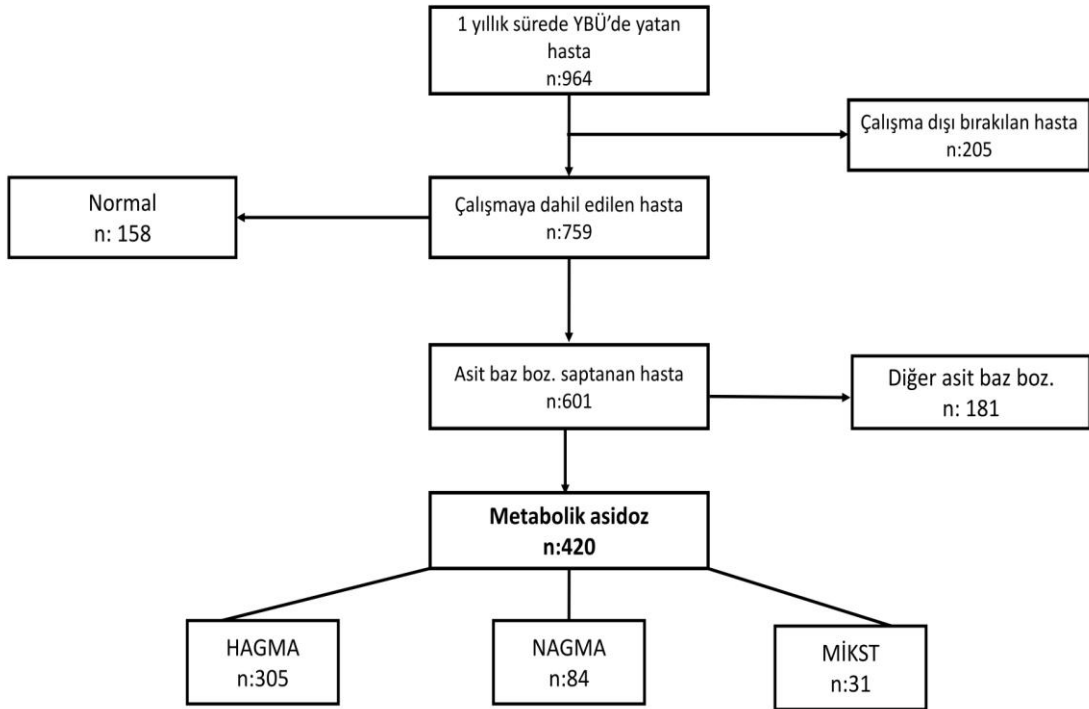 1 yıllık sürede YBÜ’de yatan
hasta
n:964
Çalışma dışı bırakılan hasta
n:205
Normal
n: 158
Çalışmaya dahil edilen hasta
n:759
Asit baz boz. saptanan hasta
n:601
Diğer asit baz boz.
n: 181
Metabolik asidoz
n:420
HAGMA
n:305
NAGMA
n:84
MİKST
n:31